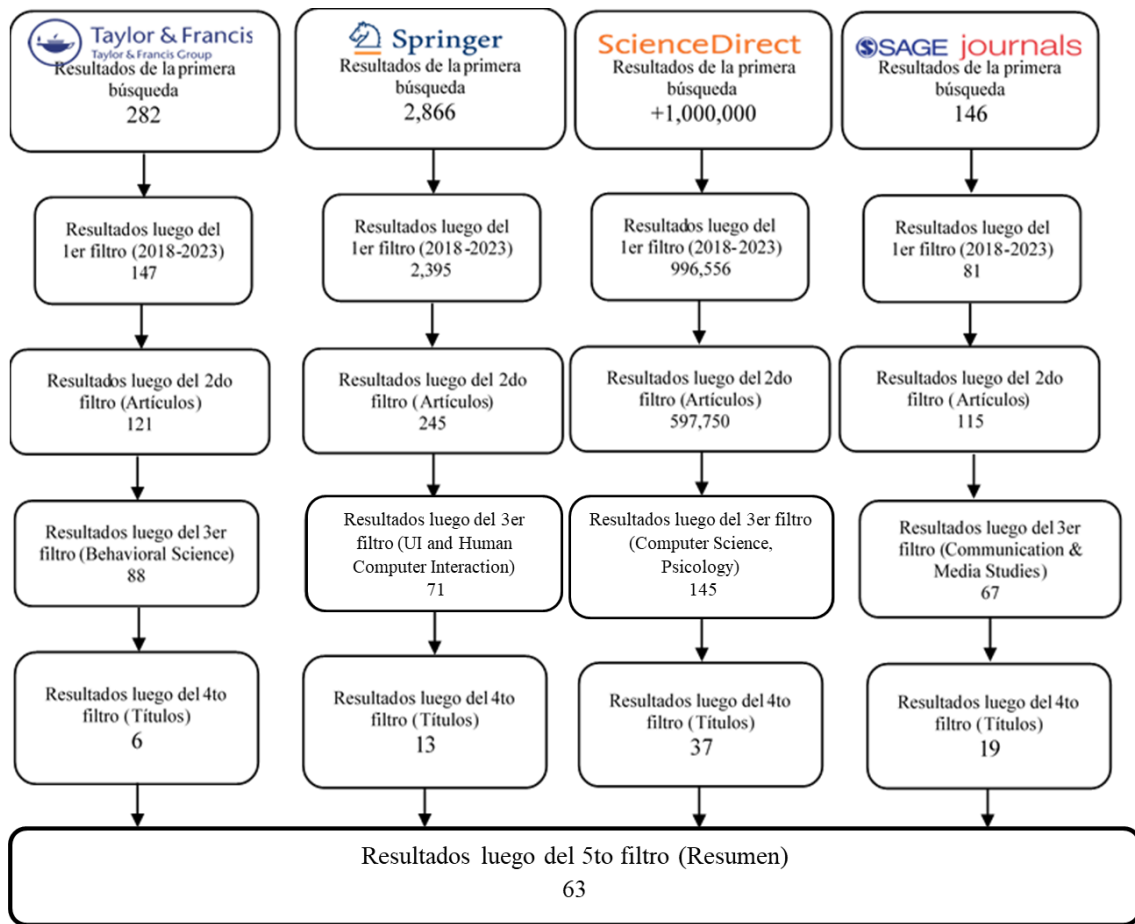 Taylor & Francis
Taylor & Francis Group
Resultados de la primera
búsqueda
282
Springer
Resultados de la primera
búsqueda
2,866
ScienceDirect
Resultados de la primera
búsqueda
+1,000,000
SAGE journals
Resultados de la primera
búsqueda
146
Resultados luego del
1er filtro (2018-2023)
147
Resultados luego del
1er filtro (2018-2023)
2,395
Resultados luego del
1er filtro (2018-2023)
996,556
Resultados luego del
1er filtro (2018-2023)
81
Resultados luego del 2do
filtro (Artículos)
121
Resultados luego del 2do
filtro (Artículos)
245
Resultados luego del 2do
filtro (Artículos)
597,750
Resultados luego del 2do
filtro (Artículos)
115
Resultados luego del 3er
filtro (Behavioral Science)
88
Resultados luego del 3er
filtro (UI and Human
Computer Interaction)
71
Resultados luego del 3er filtro
(Computer Science,
Psicology)
145
Resultados luego del 3er
filtro (Communication &
Media Studies)
67
Resultados luego del 4to
filtro (Títulos)
6
Resultados luego del 4to
filtro (Títulos)
13
Resultados luego del 4to
filtro (Títulos)
37
Resultados luego del 4to
filtro (Títulos)
19
Resultados luego del 5to filtro (Resumen)
63